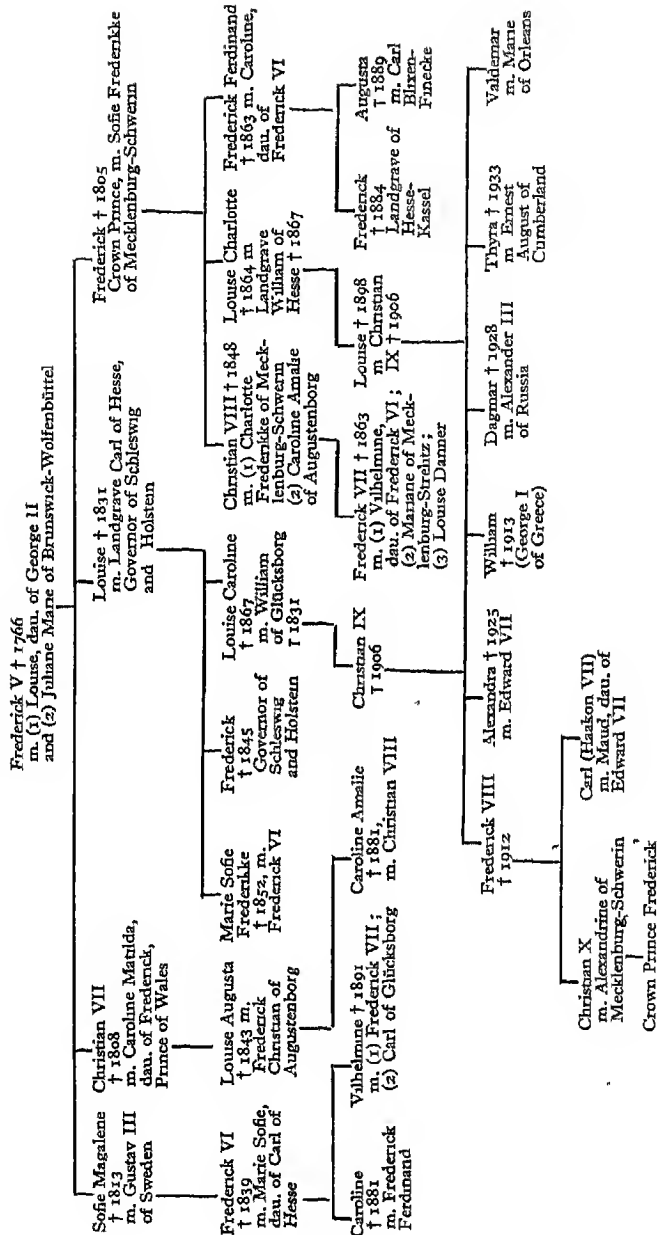 Frederick V † 1766
m. (1) Louise, dau. of George II
and (2) Juhane Marie of Brunswick-Wolfenbüttel
Sofie Magalene
† 1813
m. Gustav III
of Sweden
Christian VII
† 1808
m. Caroline Matilda,
dau. of Frederick,
Prince of Wales
Louise † 1831
m. Landgrave Carl of Hesse,
Governor of Schleswig
and Holstein
Frederick † 1805
Crown Prince, m. Sofie Frederikke
of Mecklenburg-Schwerin
Frederick VI
† 1839
m. Marie Sofie,
dau. of Carl of
Hesse
Louise Augusta
† 1843 m.
Frederick
Christian of
Augustenborg
Marie Sofie
Frederikke
† 1852, m.
Frederick VI
Frederick
† 1845
Governor of
Schleswig
and Holstein
Louise Caroline
† 1867
m. William
of Glücksborg
† 1831
Christian VIII † 1848
m. (1) Charlotte
Frederikke of Meck-
lenburg-Schwerin
(2) Caroline Amalie
of Augustenborg
Louise Charlotte
† 1864 m
Landgrave
William of
Hesse † 1867
Frederick Ferdinand
† 1863 m. Caroline,
dau. of
Frederick VI
Caroline
† 1881
m. Frederick
Ferdinand
Vilhelmine † 1891
m. (1) Frederick VII;
(2) Carl of Glücksborg
Caroline Amalie
† 1881,
m. Christian VIII
Christian IX
† 1906
Frederick VII † 1863
m. (1) Vilhelmine,
dau. of Frederick VI;
(2) Mariane of Meck-
lenburg-Strelitz;
(3) Louise Danner
Louise † 1898
m Christian
IX † 1906
Frederick
† 1884
Landgrave of
Hesse-
Kassel
Augusta
† 1889
m. Carl
Blixen-
Finecke
Frederick VIII
† 1912
Alexandra † 1925
m. Edward VII
William
† 1913
(George I
of Greece)
Dagmar † 1928
m. Alexander III
of Russia
Thyra † 1933
m Ernest
August of
Cumberland
Valdemar
m. Marie
of Orleans
Christian X
m. Alexandrine of
Mecklenburg-Schwerin
Carl (Haakon VII)
m. Maud, dau. of
Edward VII
Crown Prince Frederick